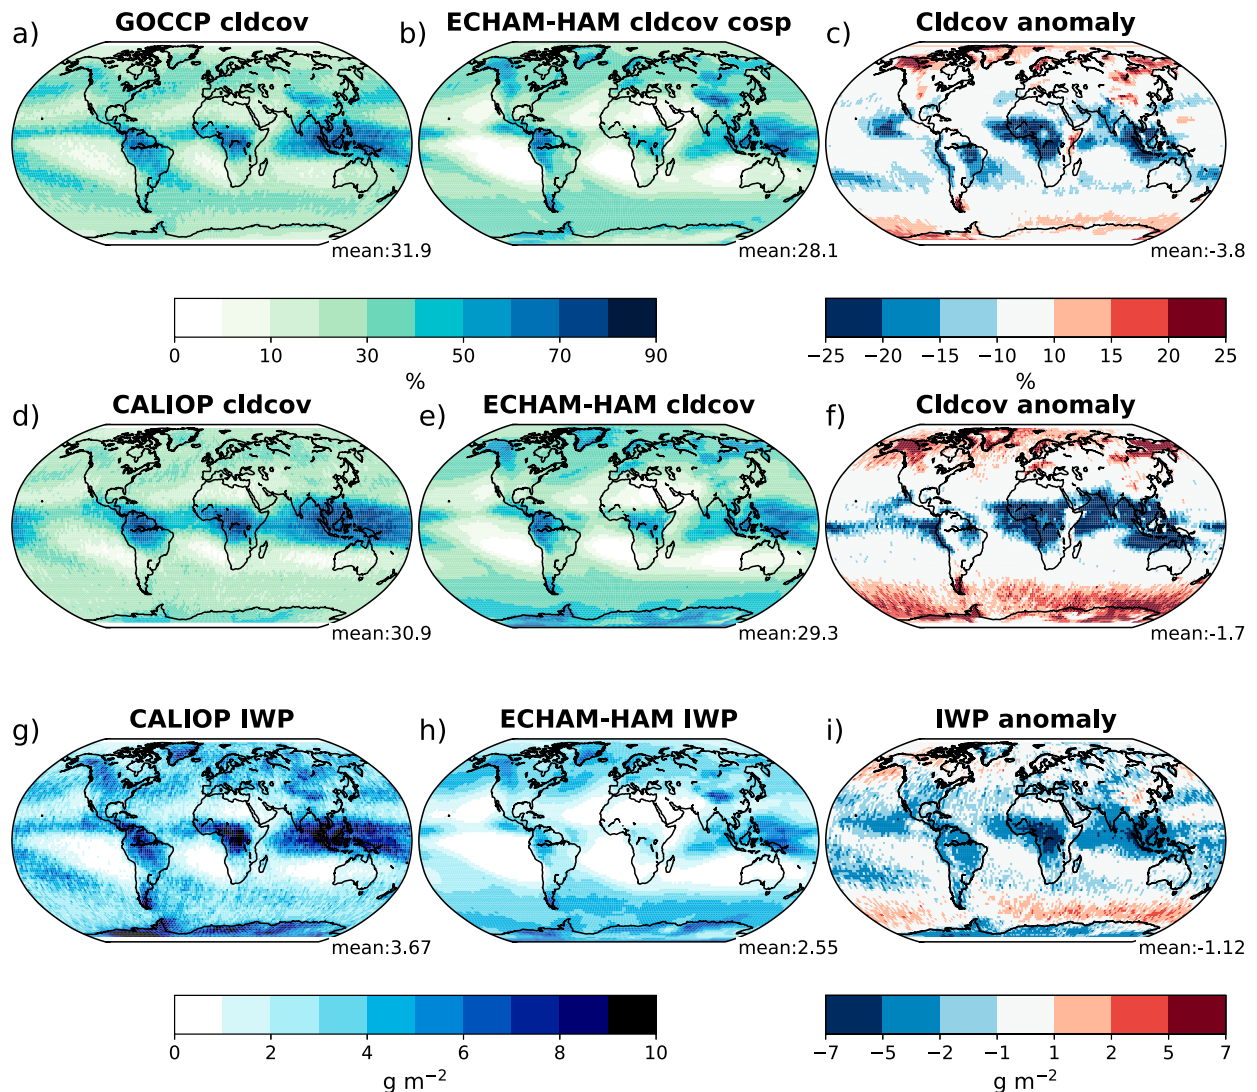 a) GOCCP cldcov
b) ECHAM-HAM cldcov cosp
c) Cldcov anomaly
mean:31.9
mean:28.1
mean:-3.8
0 10 30 50 70 90
%
−25 −20 −15 −10 10 15 20 25
%
d) CALIOP cldcov
e) ECHAM-HAM cldcov
f) Cldcov anomaly
mean:30.9
mean:29.3
mean:-1.7
g) CALIOP IWP
h) ECHAM-HAM IWP
i) IWP anomaly
mean:3.67
mean:2.55
mean:-1.12
0 2 4 6 8 10
g m⁻²
−7 −5 −2 −1 1 2 5 7
g m⁻²